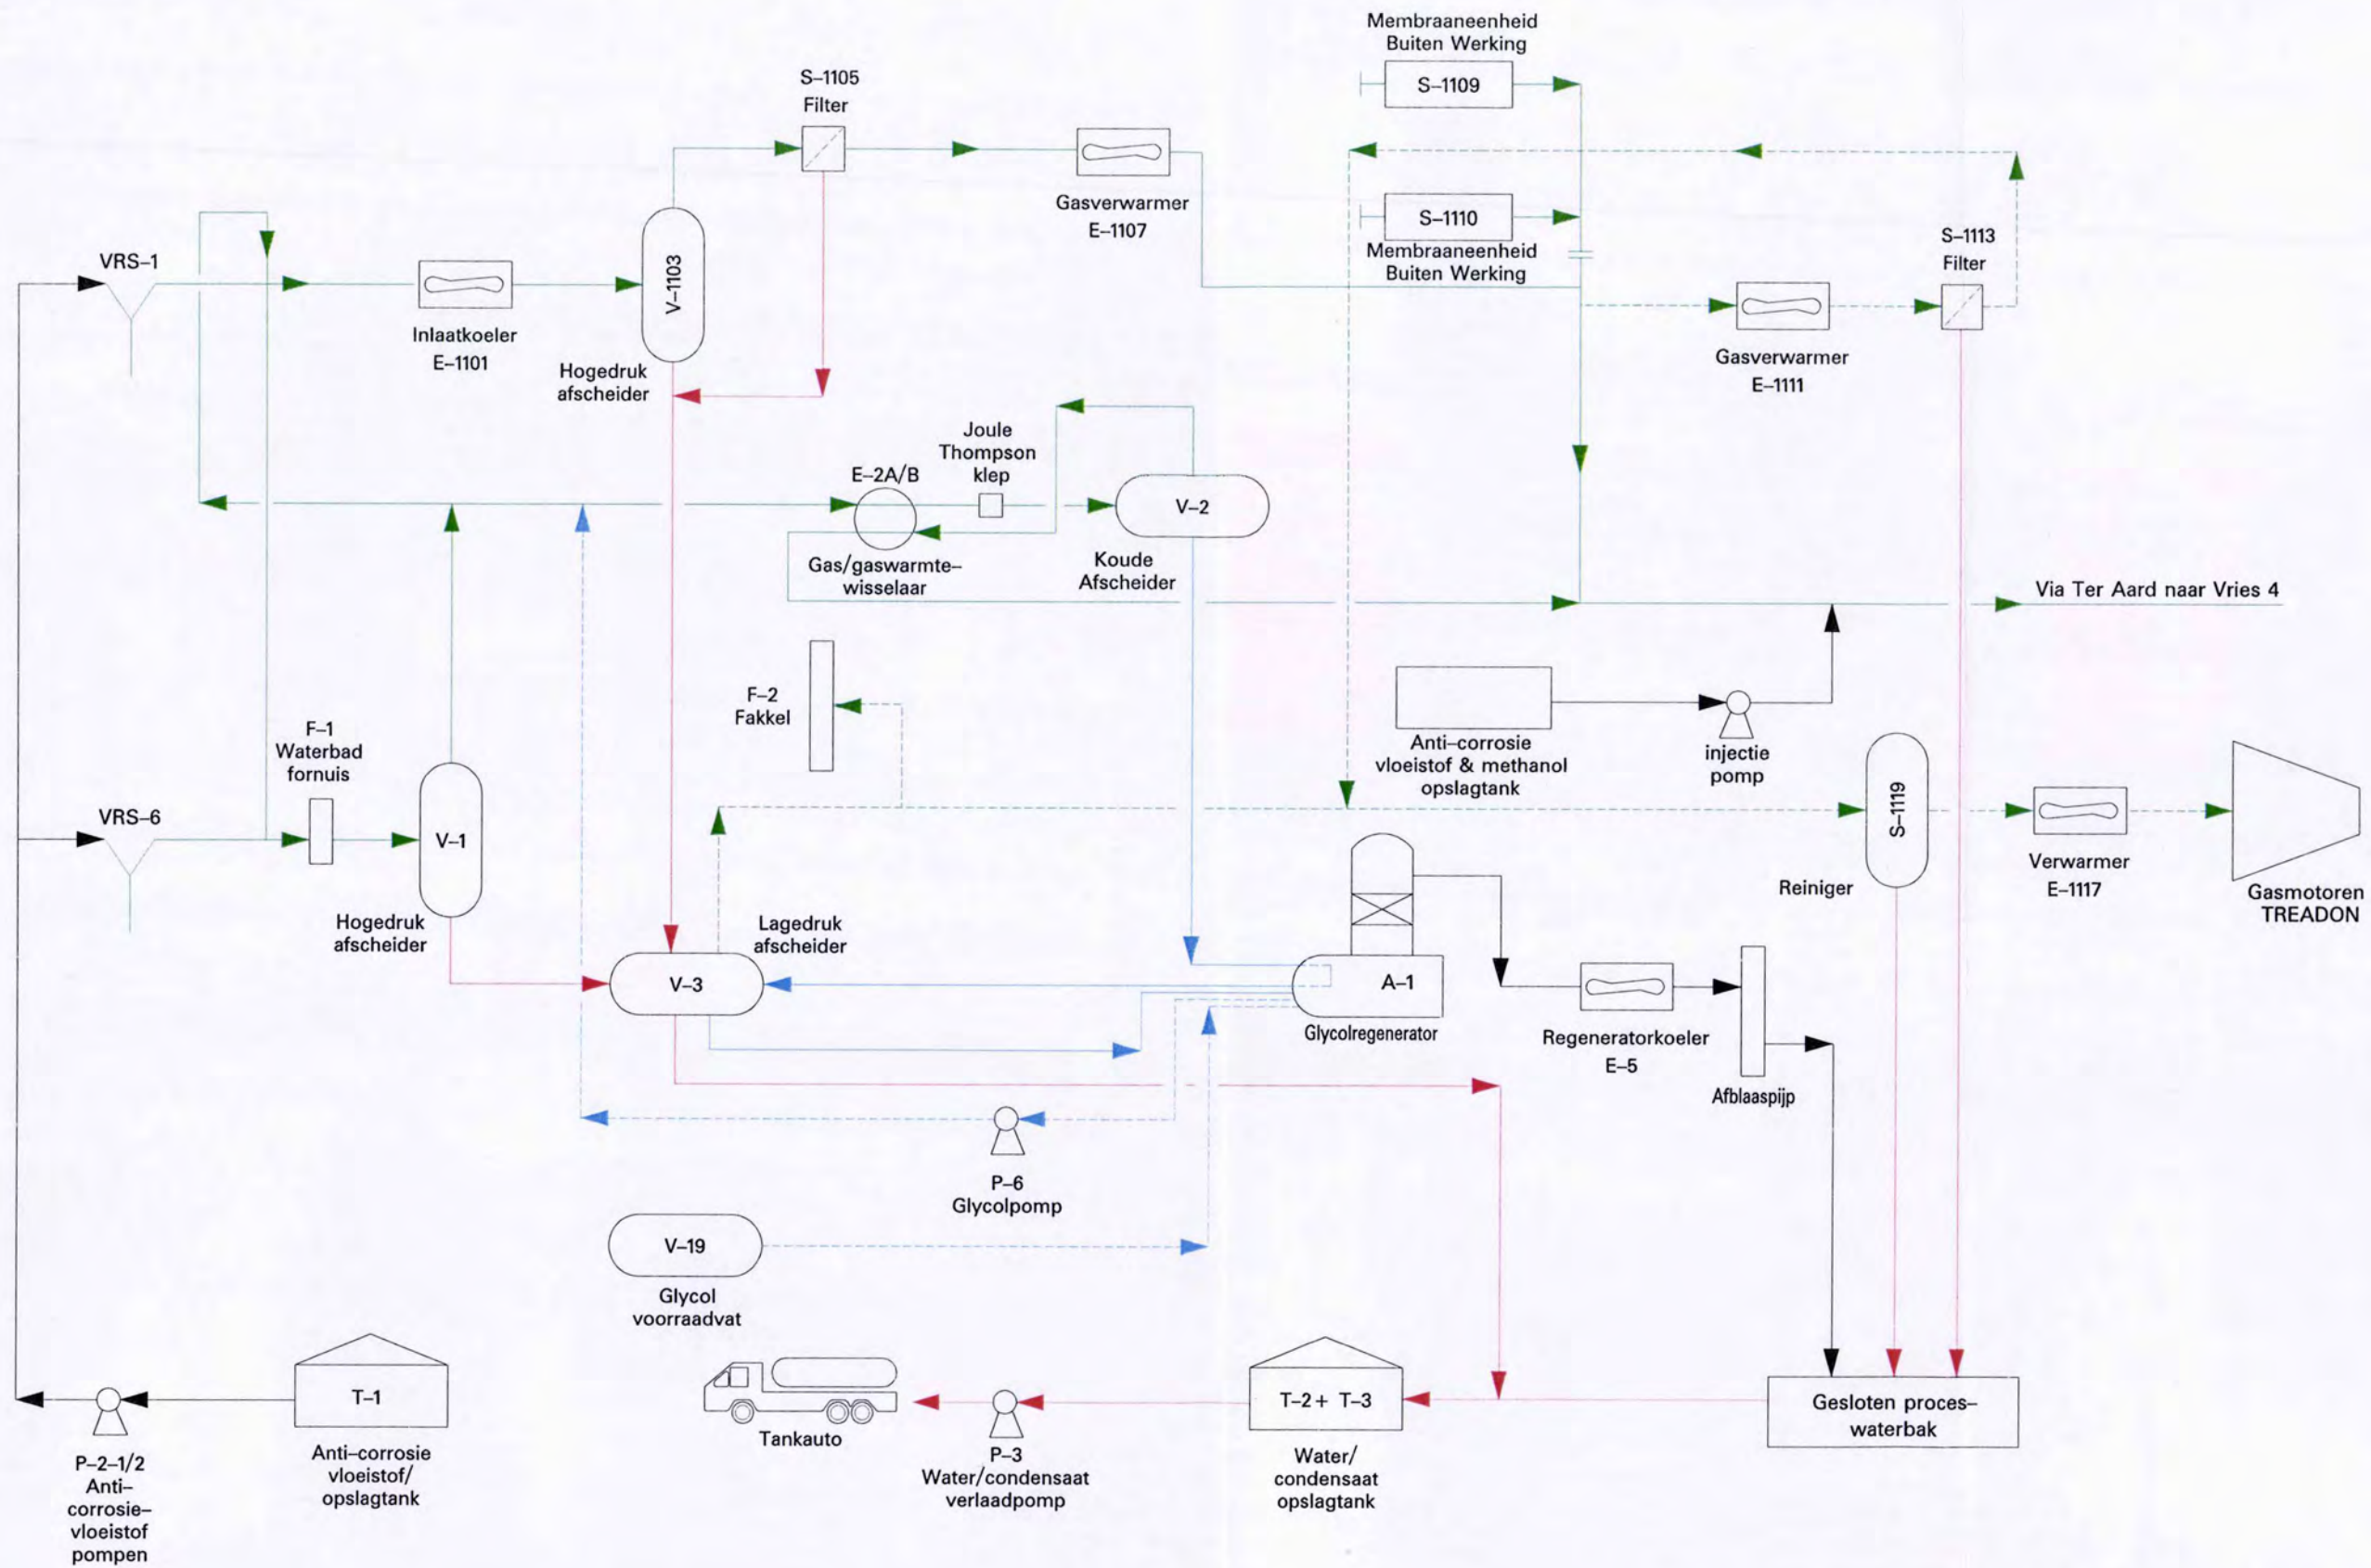 Membraaneenheid
Buiten Werking
S–1109
S–1105
Filter
Gasverwarmer
E–1107
S–1110
Membraaneenheid
Buiten Werking
S–1113
Filter
VRS–1
Inlaatkoeler
E–1101
V–1103
Hogedruk
afscheider
Gasverwarmer
E–1111
Joule
Thompson
klep
E–2A/B
Gas/gaswarmte–
wisselaar
V–2
Koude
Afscheider
Via Ter Aard naar Vries 4
F–2
Fakkel
Anti–corrosie
vloeistof & methanol
opslagtank
injectie
pomp
F–1
Waterbad
fornuis
VRS–6
V–1
Hogedruk
afscheider
S–1119
Reiniger
Verwarmer
E–1117
Gasmotoren
TREADON
Lagedruk
afscheider
V–3
A–1
Glycolregenerator
Regeneratorkoeler
E–5
Afblaaspijp
P–6
Glycolpomp
V–19
Glycol
voorraadvat
T–1
Anti–corrosie
vloeistof/
opslagtank
P–2–1/2
Anti–
corrosie–
vloeistof
pompen
Tankauto
P–3
Water/condensaat
verlaadpomp
T–2+ T–3
Water/
condensaat
opslagtank
Gesloten proces–
waterbak